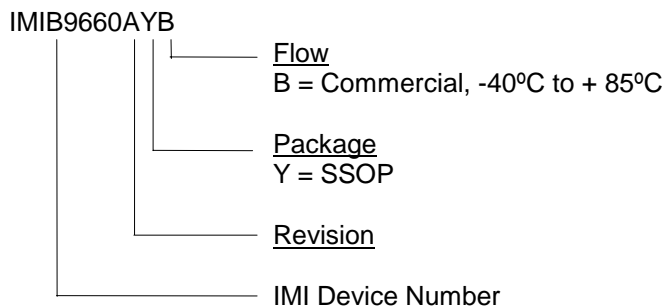 IMIB9660AYB
Flow
B = Commercial, -40ºC to + 85ºC
Package
Y = SSOP
Revision
IMI Device Number